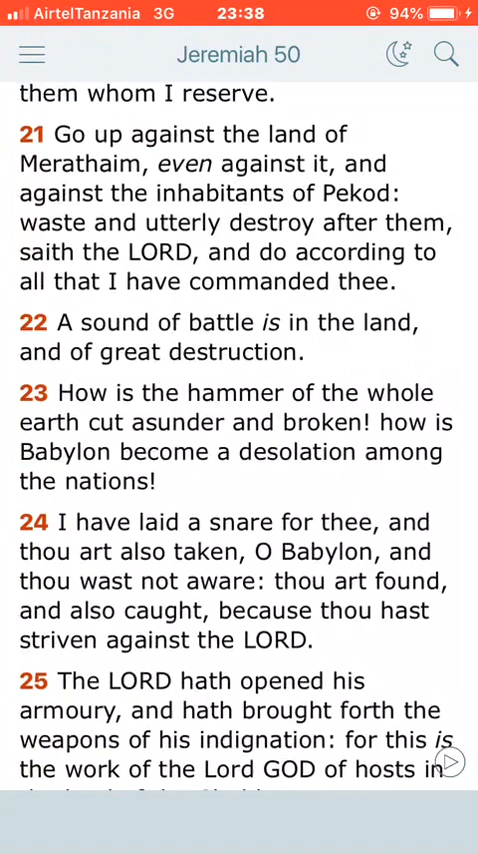 AirtelTanzania 3G 23:38 94%
Jeremiah 50
them whom I reserve.
21 Go up against the land of
Merathaim, even against it, and
against the inhabitants of Pekod:
waste and utterly destroy after them,
saith the LORD, and do according to
all that I have commanded thee.
22 A sound of battle is in the land,
and of great destruction.
23 How is the hammer of the whole
earth cut asunder and broken! how is
Babylon become a desolation among
the nations!
24 I have laid a snare for thee, and
thou art also taken, O Babylon, and
thou wast not aware: thou art found,
and also caught, because thou hast
striven against the LORD.
25 The LORD hath opened his
armoury, and hath brought forth the
weapons of his indignation: for this is
the work of the Lord GOD of hosts in